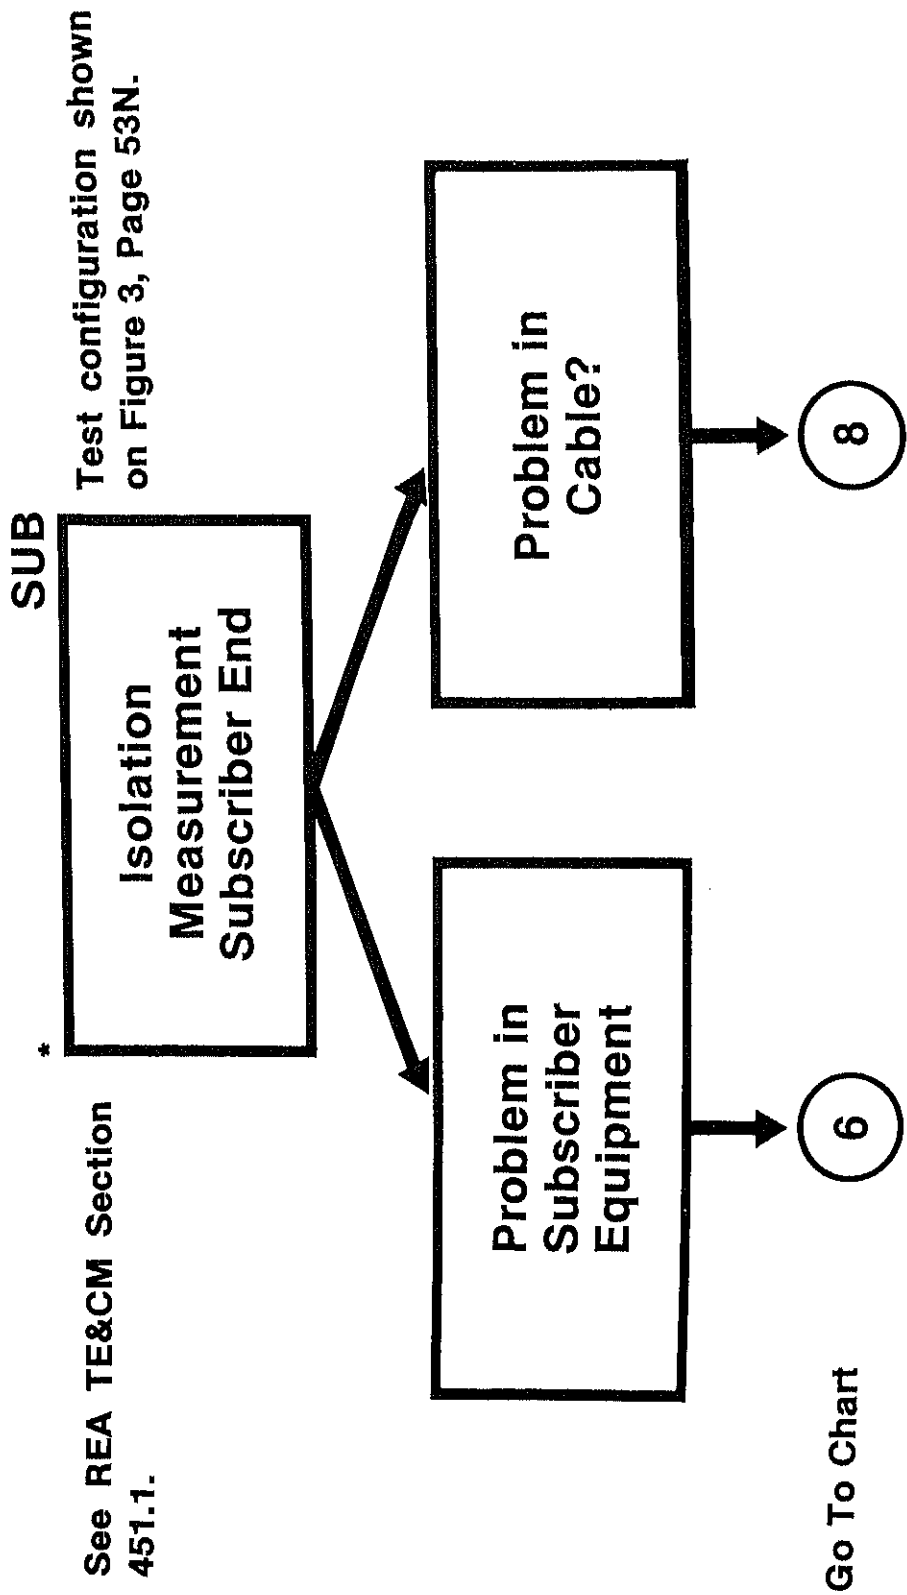 SUB
*
See REA TE&CM Section
451.1.
Isolation
Measurement
Subscriber End
Test configuration shown
on Figure 3, Page 53N.
Problem in
Subscriber
Equipment
Problem in
Cable?
Go To Chart
6
8